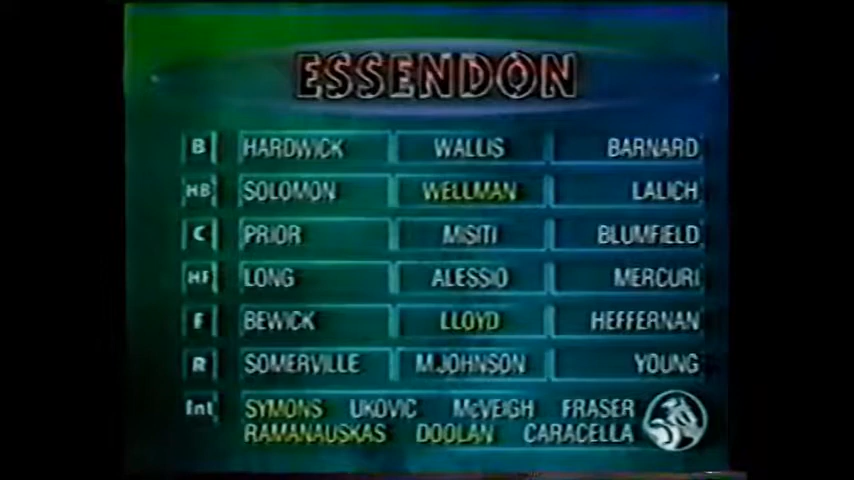 ESSENDON
B HARDWICK WALLIS BARNARD
HB SOLOMON WELLMAN LALICH
C PRIOR MISITI BLUMFIELD
HF LONG ALESSIO MERCURI
F BEWICK LLOYD HEFFERNAN
R SOMERVILLE M.JOHNSON YOUNG
Int SYMONS UKOVIC McVEIGH FRASER
RAMANAUSKAS DOOLAN CARACELLA